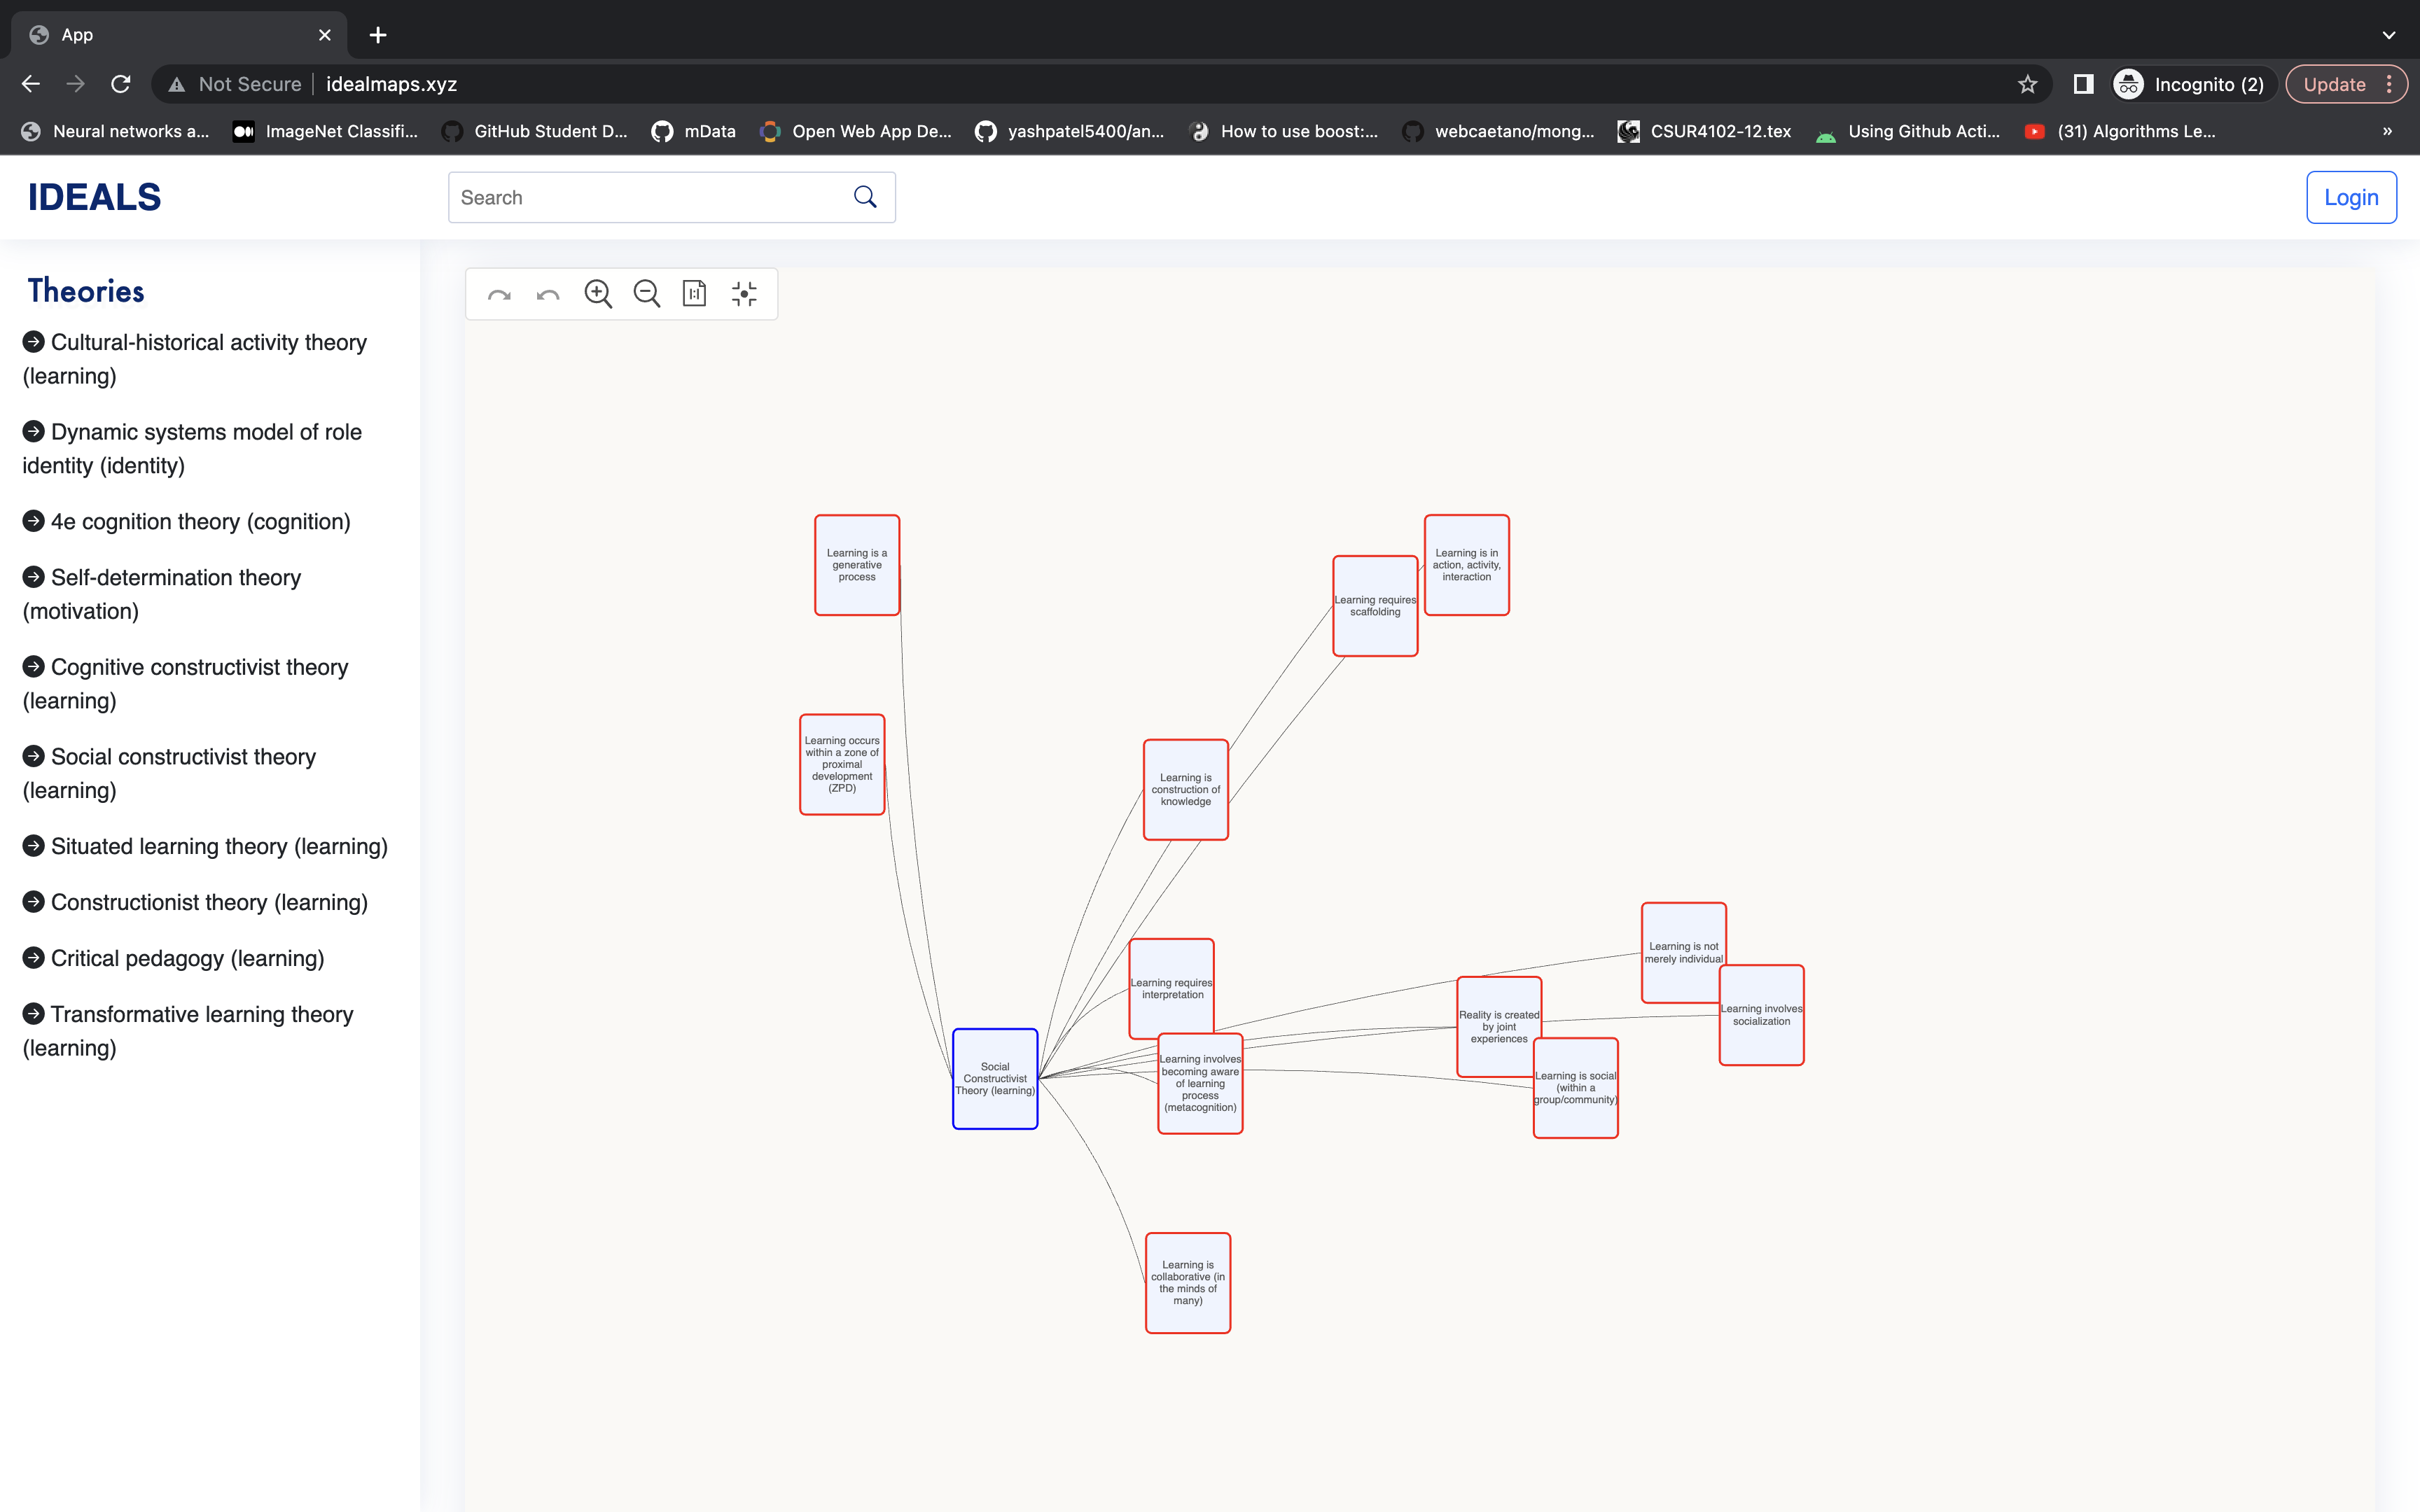 App
Not Secure
idealmaps.xyz
Incognito (2)
Update
Neural networks a...
ImageNet Classifi...
GitHub Student D...
mData
Open Web App De...
yashpatel5400/an...
How to use boost:...
webcaetano/mong...
CSUR4102-12.tex
Using Github Acti...
(31) Algorithms Le...
»
IDEALS
Search
Login
Theories
Cultural-historical activity theory
(learning)
Dynamic systems model of role
identity (identity)
4e cognition theory (cognition)
Self-determination theory
(motivation)
Cognitive constructivist theory
(learning)
Social constructivist theory
(learning)
Situated learning theory (learning)
Constructionist theory (learning)
Critical pedagogy (learning)
Transformative learning theory
(learning)
Learning is a
generative
process
Learning requires
scaffolding
Learning is in
action, activity,
interaction
Learning occurs
within a zone of
proximal
development
(ZPD)
Learning is
construction of
knowledge
Learning requires
interpretation
Learning is not
merely individual
Learning involves
socialization
Reality is created
by joint
experiences
Learning is social
(within a
group/community)
Social
Constructivist
Theory (learning)
Learning involves
becoming aware
of learning
process
(metacognition)
Learning is
collaborative (in
the minds of
many)